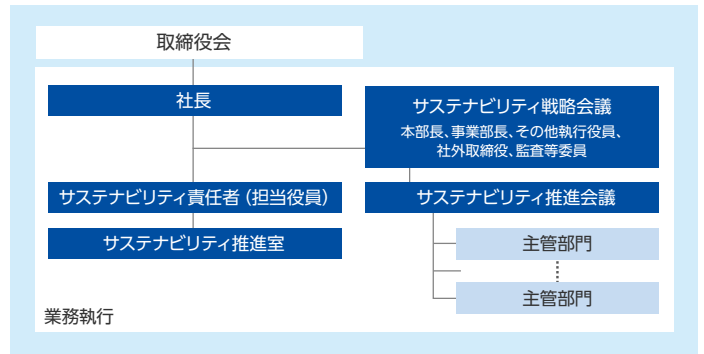 取締役会
社長
サステナビリティ戦略会議
本部長、事業部長、その他執行役員、
社外取締役、監査等委員
サステナビリティ責任者（担当役員）
サステナビリティ推進会議
サステナビリティ推進室
主管部門
主管部門
業務執行